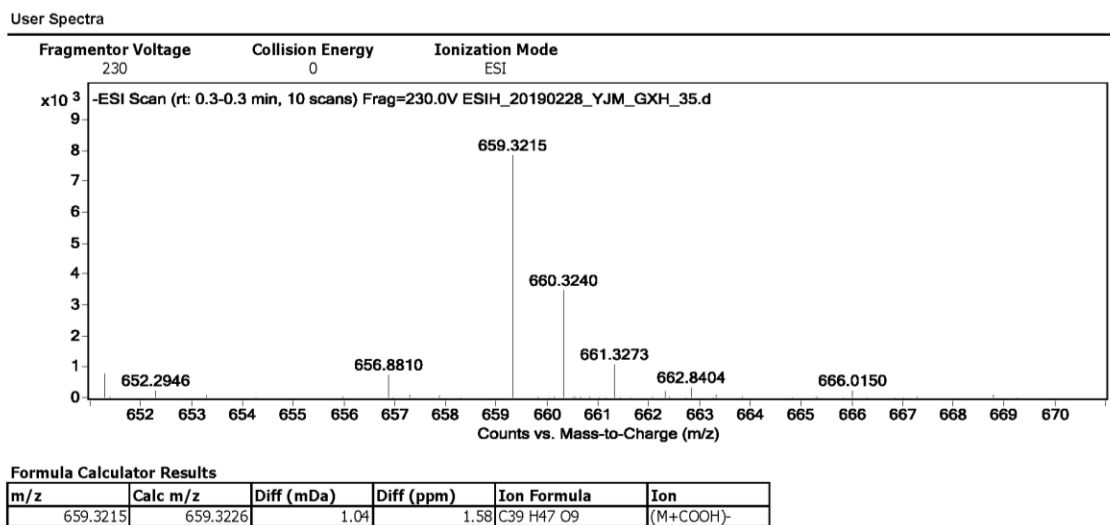 User Spectra
Fragmentor Voltage Collision Energy Ionization Mode
230 0 ESI
x10 3 -ESI Scan (rt: 0.3-0.3 min, 10 scans) Frag=230.0V ESIH_20190228_YJM_GXH_35.d
9
8
659.3215
7
6
5
4
660.3240
3
2
661.3273
656.8810
1
662.8404
652.2946
666.0150
0
652 653 654 655 656 657 658 659 660 661 662 663 664 665 666 667 668 669 670
Counts vs. Mass-to-Charge (m/z)
Formula Calculator Results
m/z Calc m/z Diff (mDa) Diff (ppm) Ion Formula Ion
659.3215 659.3226 1.04 1.58 C39 H47 O9 (M+COOH)-